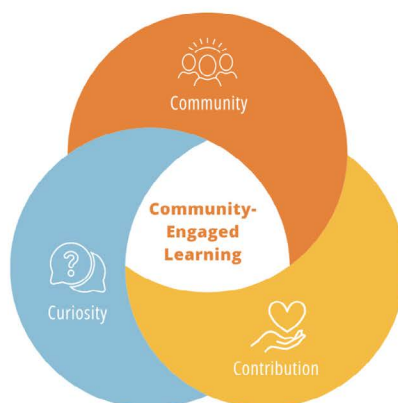 Community
Community-
Engaged
Learning
Curiosity
?
Contribution